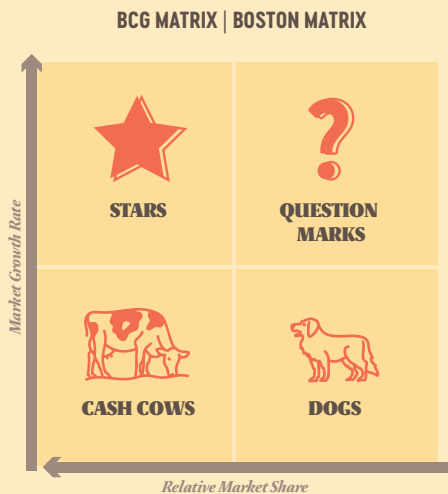 BCG MATRIX | BOSTON MATRIX
Market Growth Rate
STARS
QUESTION
MARKS
CASH COWS
DOGS
Relative Market Share